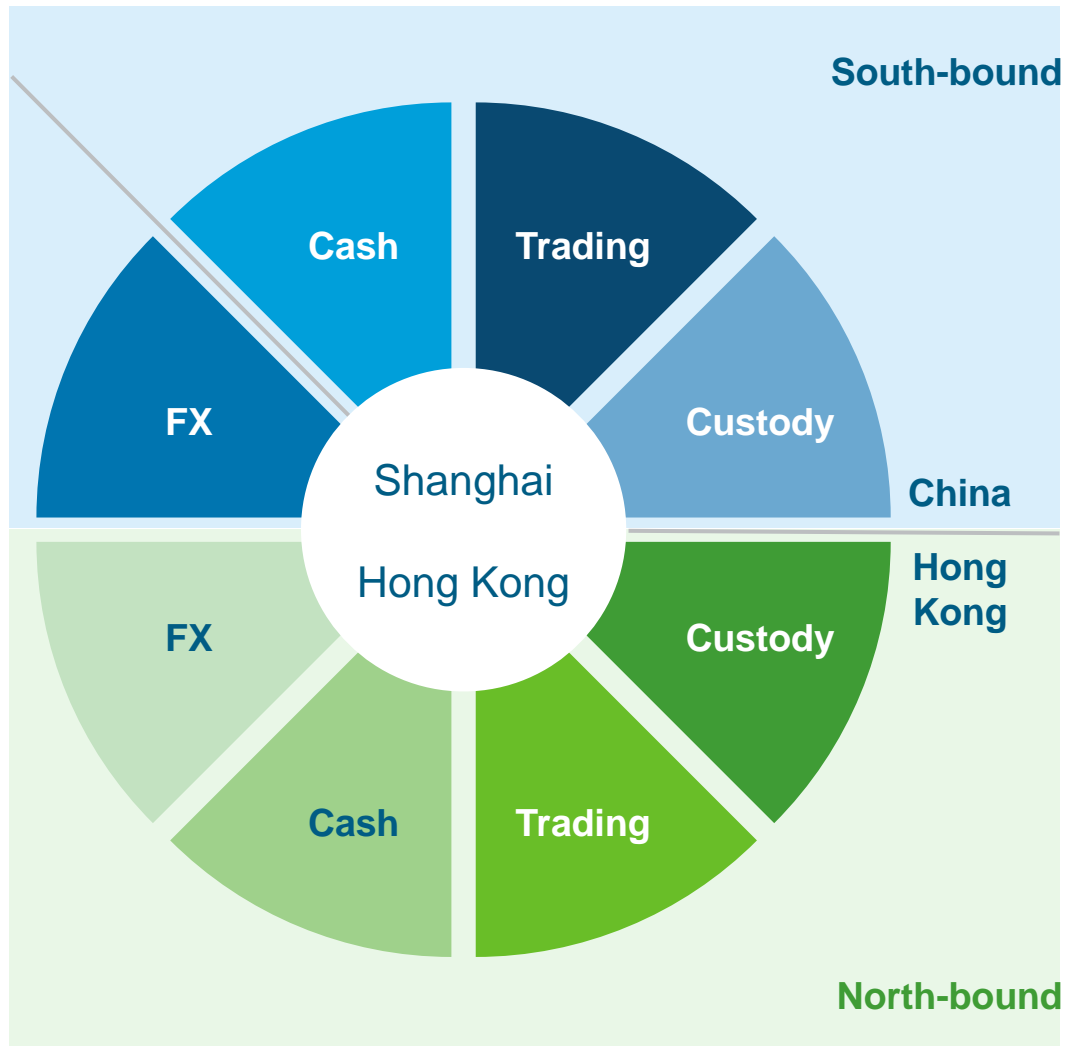 South-bound
Cash
Trading
FX
Custody
Shanghai
China
Hong Kong
Hong
Kong
FX
Custody
Cash
Trading
North-bound